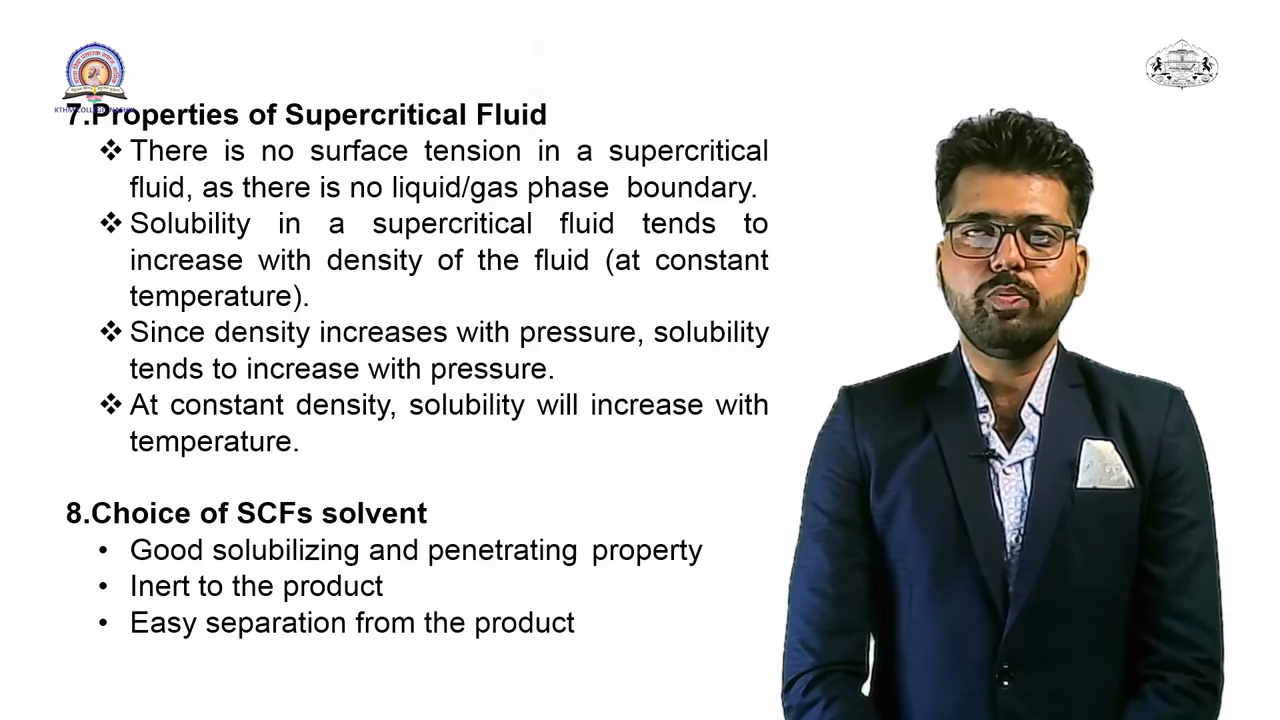 KTHM COLLEGE, NASHIK
7.Properties of Supercritical Fluid
❖ There is no surface tension in a supercritical
fluid, as there is no liquid/gas phase boundary.
❖ Solubility in a supercritical fluid tends to
increase with density of the fluid (at constant
temperature).
❖ Since density increases with pressure, solubility
tends to increase with pressure.
❖ At constant density, solubility will increase with
temperature.
8.Choice of SCFs solvent
• Good solubilizing and penetrating property
• Inert to the product
• Easy separation from the product